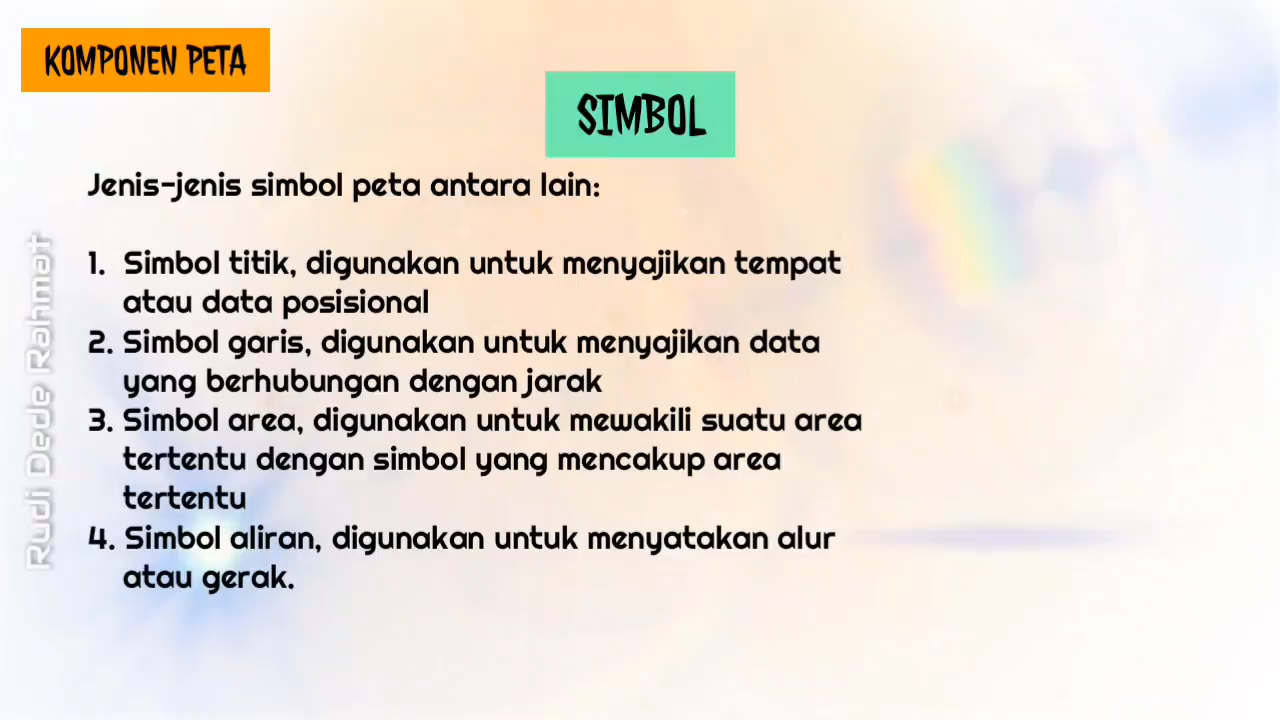 KOMPONEN PETA
SIMBOL
Jenis-jenis simbol peta antara lain:
1. Simbol titik, digunakan untuk menyajikan tempat
atau data posisional
2. Simbol garis, digunakan untuk menyajikan data
yang berhubungan dengan jarak
3. Simbol area, digunakan untuk mewakili suatu area
tertentu dengan simbol yang mencakup area
tertentu
4. Simbol aliran, digunakan untuk menyatakan alur
atau gerak.
Rudi Dede Rahmat